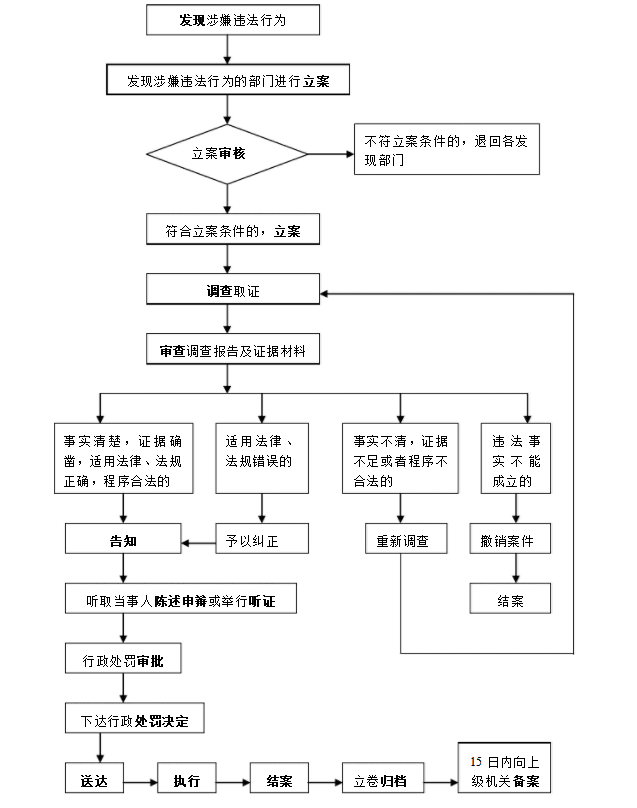 发现涉嫌违法行为
发现涉嫌违法行为的部门进行立案
立案审核
不符立案条件的，退回各发
现部门
符合立案条件的，立案
调查取证
审查调查报告及证据材料
事实清楚，证据确
凿，适用法律、法规
正确，程序合法的
适用法律、
法规错误的
事实不清，证据
不足或者程序不
合法的
违法事
实不能
成立的
告知
予以纠正
重新调查
撤销案件
听取当事人陈述申辩或举行听证
结案
行政处罚审批
下达行政处罚决定
送达
执行
结案
立卷归档
15 日内向上
级机关备案